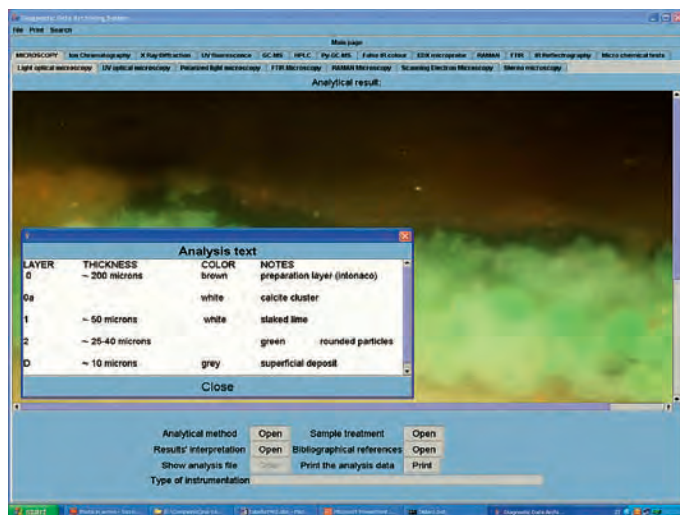 Diagnostic Data Archiving System
File Print Search
Main page
MICROSCOPY Ion Chromatography X Ray Diffraction UV fluorescence GC-MS HPLC Py-GC-MS False IR colour EDX microprobe RAMAN FTIR IR Reflectography Micro chemical tests
Light optical microscopy UV optical microscopy Polarized light microscopy FTIR Microscopy RAMAN Microscopy Scanning Electron Microscopy Stereo microscopy
Analytical result:
Analysis text
LAYER THICKNESS COLOR NOTES
0 ~ 200 microns brown preparation layer (intonaco)
0a white calcite cluster
1 ~ 50 microns white slaked lime
2 ~ 25-40 microns green rounded particles
D ~ 10 microns grey superficial deposit
Close
Analytical method Open Sample treatment Open
Results' interpretation Open Bibliographical references Open
Show analysis file Print the analysis data Print
Type of instrumentation
start